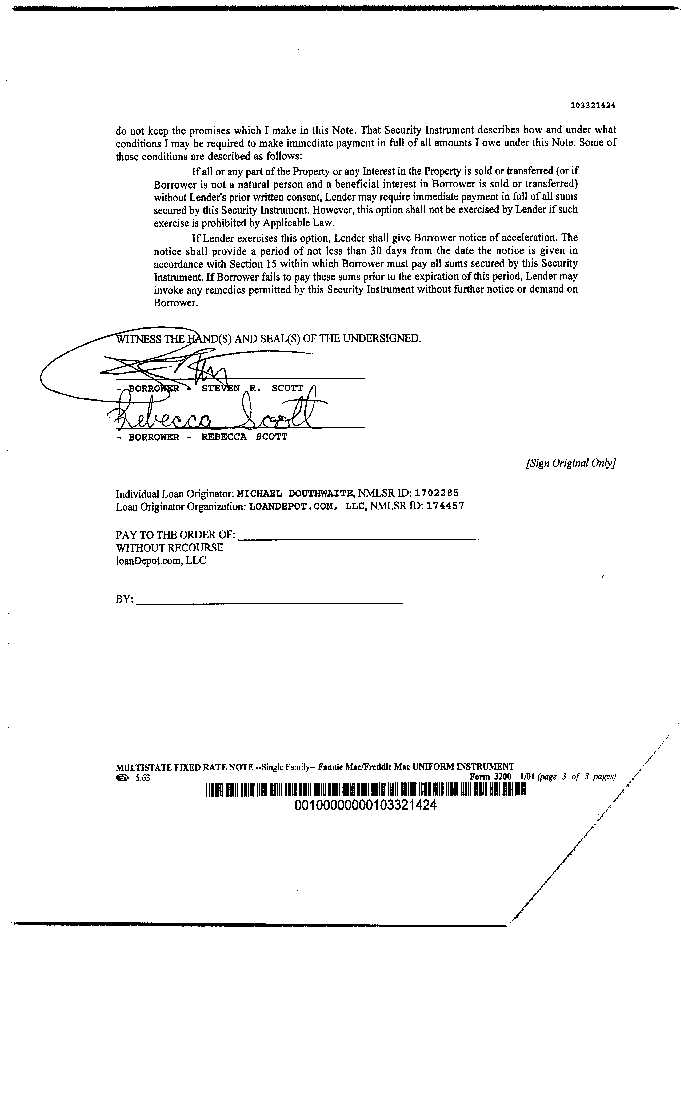 103321424
do not keep the promises which I make in this Note. That Security Instrument describes how and under what
conditions I may be required to make immediate payment in full of all amounts I owe under this Note. Some of
those conditions are described as follows:
If all or any part of the Property or any Interest in the Property is sold or transferred (or if
Borrower is not a natural person and a beneficial interest in Borrower is sold or transferred)
without Lender's prior written consent, Lender may require immediate payment in full of all sums
secured by this Security Instrument. However, this option shall not be exercised by Lender if such
exercise is prohibited by Applicable Law.
If Lender exercises this option, Lender shall give Borrower notice of acceleration. The
notice shall provide a period of not less than 30 days from the date the notice is given in
accordance with Section 15 within which Borrower must pay all sums secured by this Security
Instrument. If Borrower fails to pay these sums prior to the expiration of this period, Lender may
invoke any remedies permitted by this Security Instrument without further notice or demand on
Borrower.
WITNESS THE HAND(S) AND SEAL(S) OF THE UNDERSIGNED.
- BORROWER - STEVEN R. SCOTT
Rebecca Scott
- BORROWER - REBECCA SCOTT
[Sign Original Only]
Individual Loan Originator: MICHAEL DOUTHWAITE, NMLSR ID: 1702285
Loan Originator Organization: LOANDEPOT.COM, LLC, NMLSR ID: 174457
PAY TO THE ORDER OF:
WITHOUT RECOURSE
loanDepot.com, LLC
BY:
MULTISTATE FIXED RATE NOTE --Single Family-- Fannie Mae/Freddie Mac UNIFORM INSTRUMENT
Form 3200 1/01 (page 3 of 3 pages)
00100000000103321424